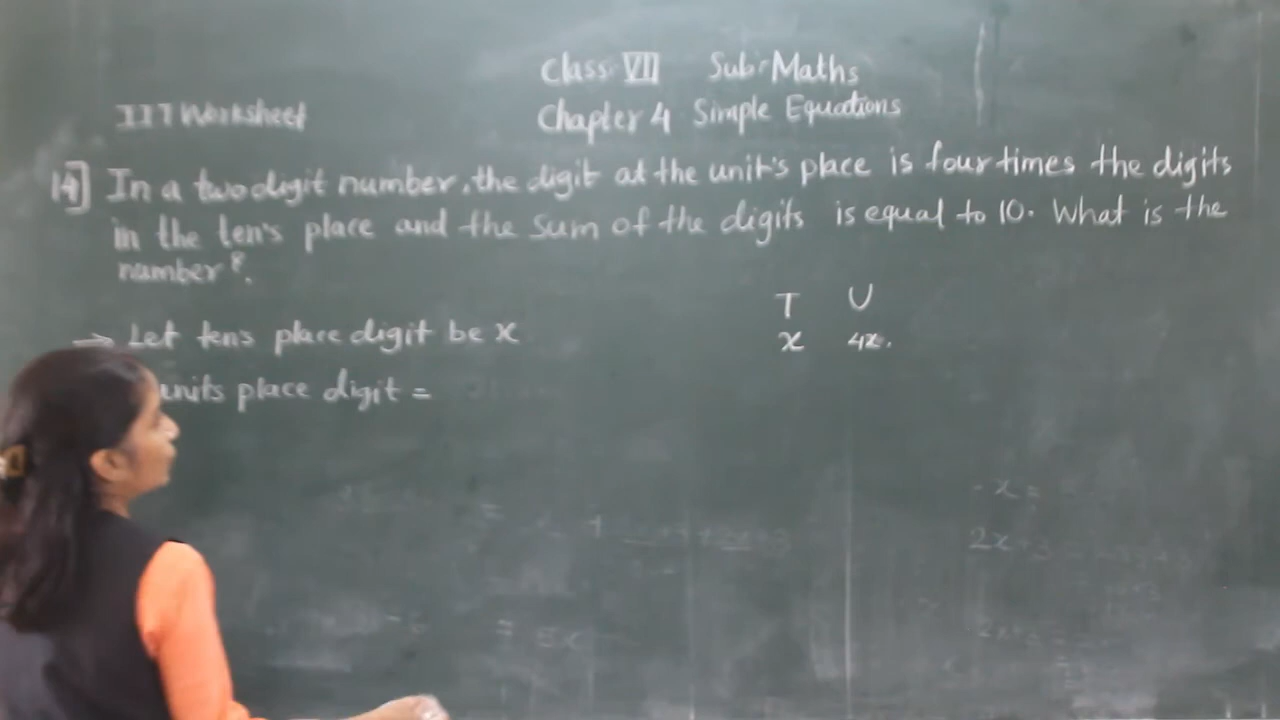 Class: VII Sub: Maths
III Worksheet
Chapter 4 Simple Equations
14] In a two digit number, the digit at the unit's place is four times the digits
in the ten's place and the sum of the digits is equal to 10. What is the
number?.
T U
→ Let ten's place digit be x
x 4x.
units place digit =
- x =
2x